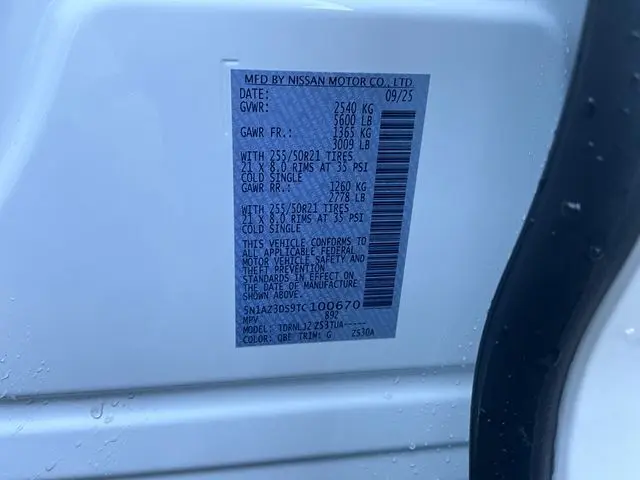 MFD BY NISSAN MOTOR CO., LTD.
DATE: 09/25
GVWR: 2540 KG
5600 LB
GAWR FR.: 1365 KG
3009 LB
WITH 255/50R21 TIRES
21 X 8.0 RIMS AT 35 PSI
COLD SINGLE
GAWR RR.: 1260 KG
2778 LB
WITH 255/50R21 TIRES
21 X 8.0 RIMS AT 35 PSI
COLD SINGLE
THIS VEHICLE CONFORMS TO
ALL APPLICABLE FEDERAL
MOTOR VEHICLE SAFETY AND
THEFT PREVENTION
STANDARDS IN EFFECT ON
THE DATE OF MANUFACTURE
SHOWN ABOVE.
5N1AZ3DS9TC100670
MPV 892
MODEL: TDRNLJZ Z53TUA-----
COLOR: QBE TRIM: G Z530A